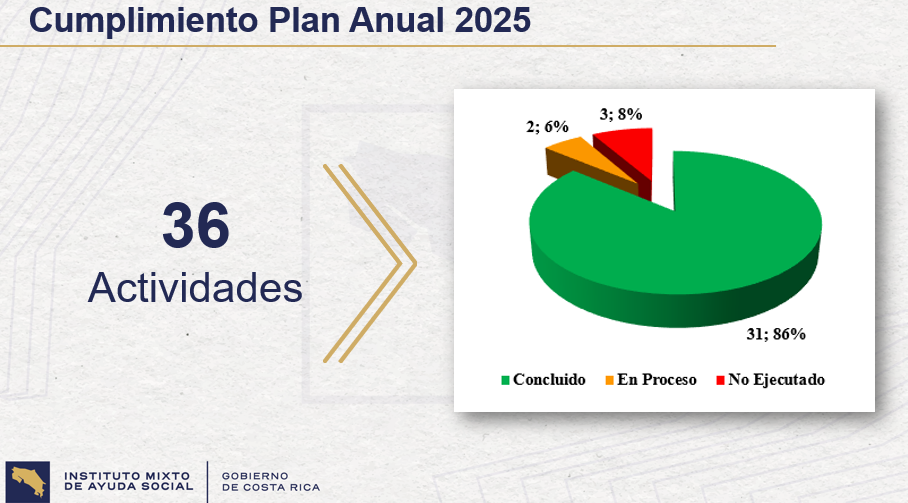 Cumplimiento Plan Anual 2025
36
Actividades
3; 8%
2; 6%
31; 86%
Concluido En Proceso No Ejecutado
INSTITUTO MIXTO
DE AYUDA SOCIAL
GOBIERNO
DE COSTA RICA